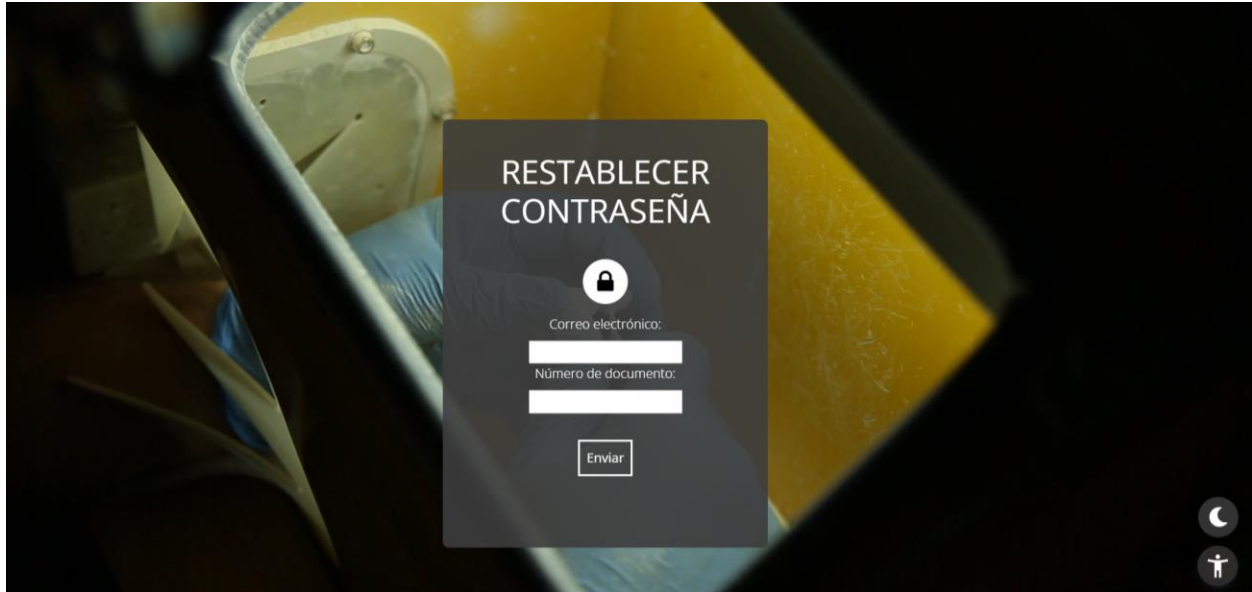 RESTABLECER
CONTRASEÑA
Correo electrónico:
Número de documento:
Enviar